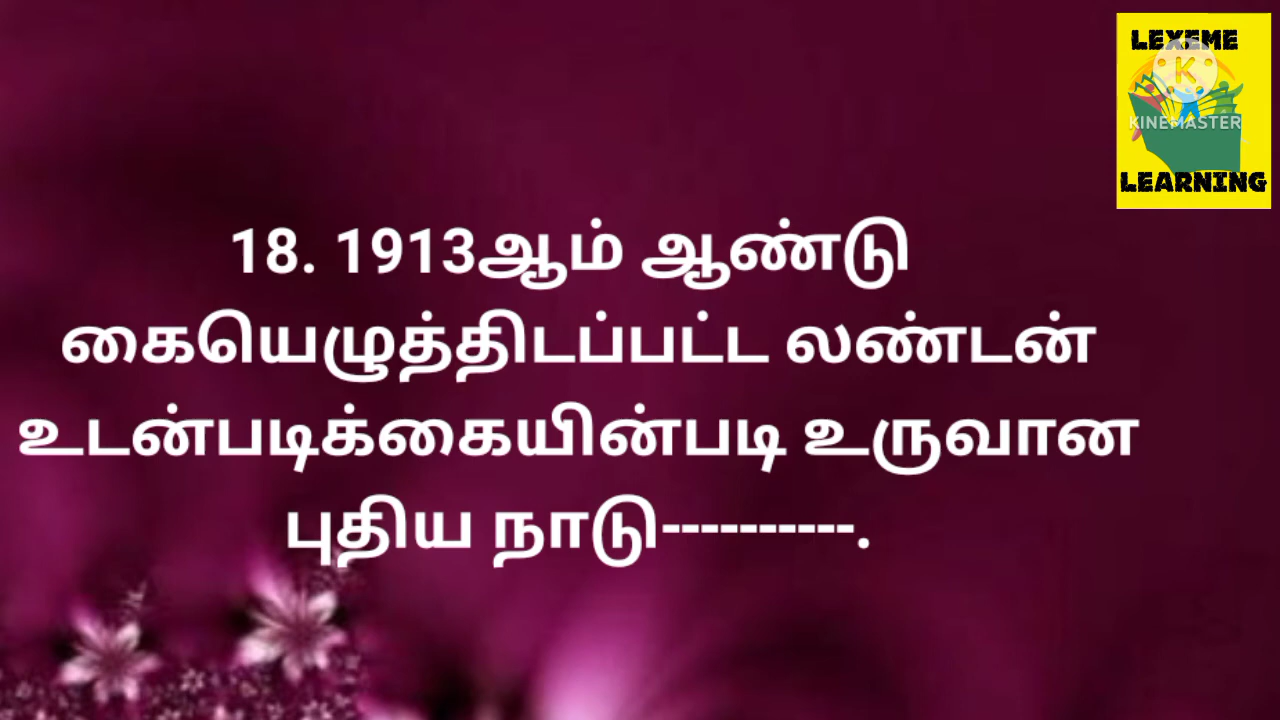 LEXEME
KINEMASTER
LEARNING
18. 1913ஆம் ஆண்டு
கையெழுத்திடப்பட்ட லண்டன்
உடன்படிக்கையின்படி உருவான
புதிய நாடு----------.